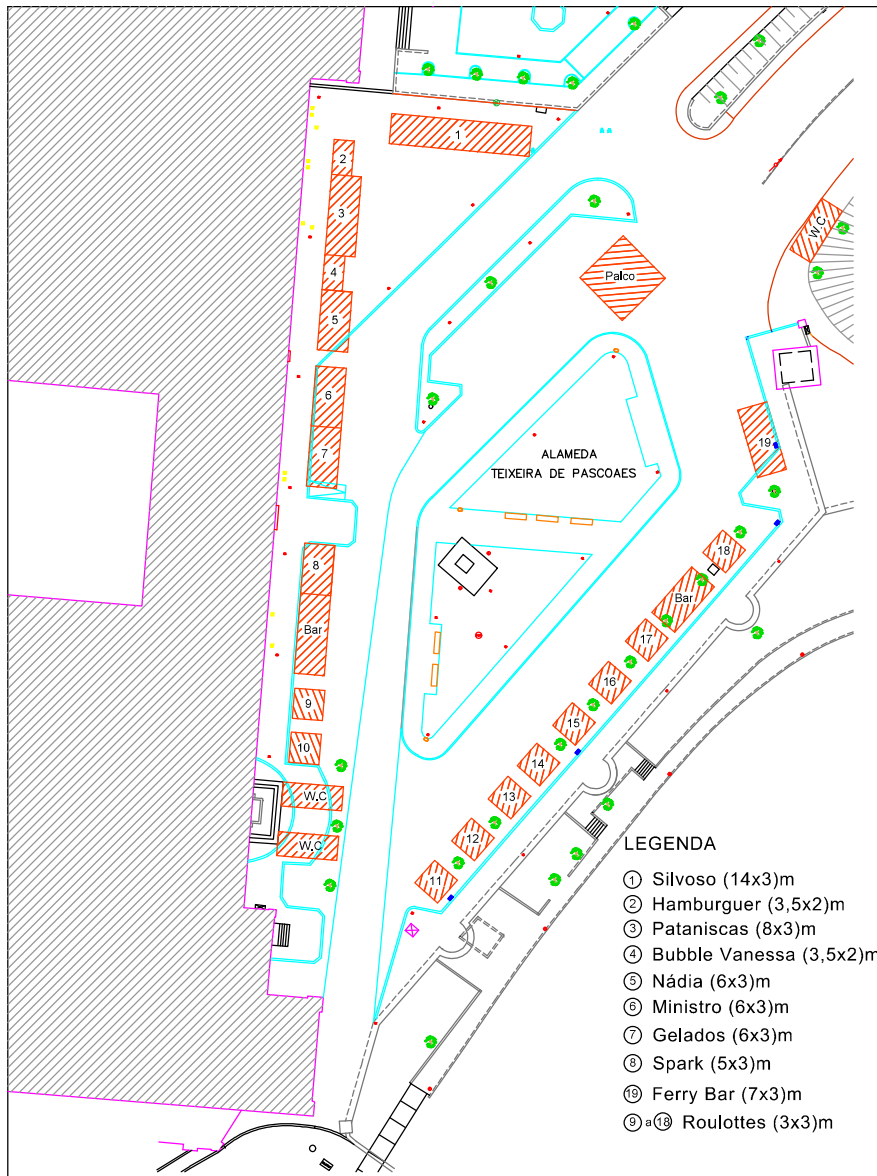 1
2
3
4
5
6
7
8
Bar
9
10
W.C
W.C
Palco
W.C
19
ALAMEDA
TEIXEIRA DE PASCOAES
18
Bar
17
16
15
14
13
12
11
LEGENDA
1 Silvoso (14x3)m
2 Hamburguer (3,5x2)m
3 Pataniscas (8x3)m
4 Bubble Vanessa (3,5x2)m
5 Nádia (6x3)m
6 Ministro (6x3)m
7 Gelados (6x3)m
8 Spark (5x3)m
19 Ferry Bar (7x3)m
9 a 18 Roulottes (3x3)m